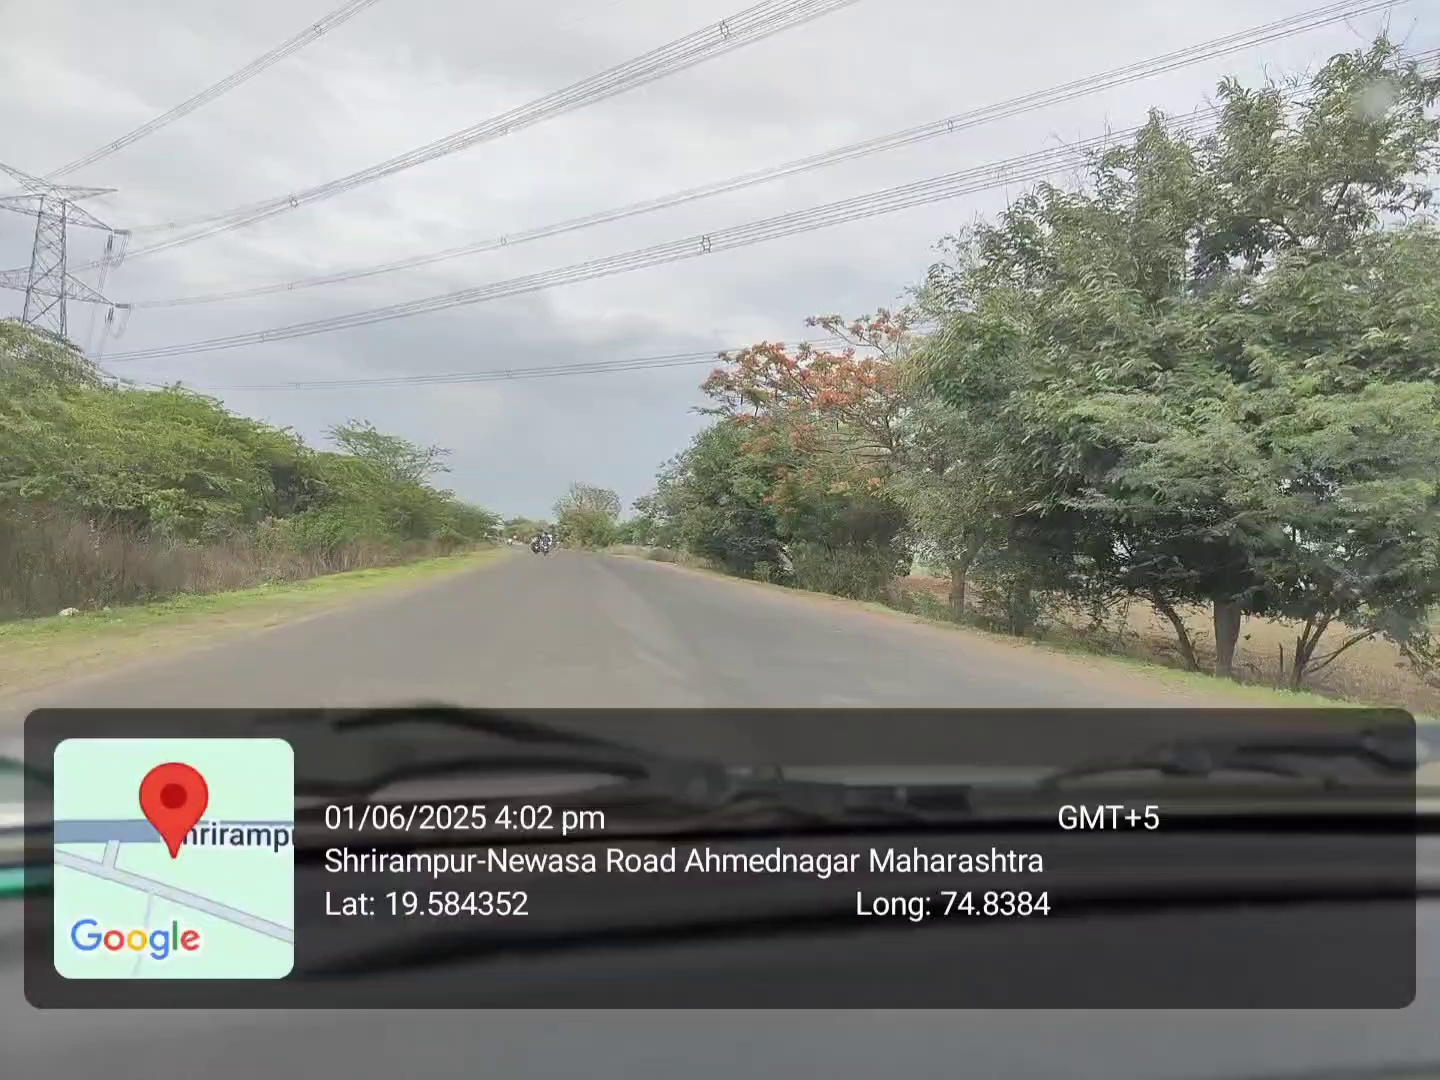 01/06/2025 4:02 pm GMT+5
Shrirampur-Newasa Road Ahmednagar Maharashtra
Lat: 19.584352 Long: 74.8384
Google